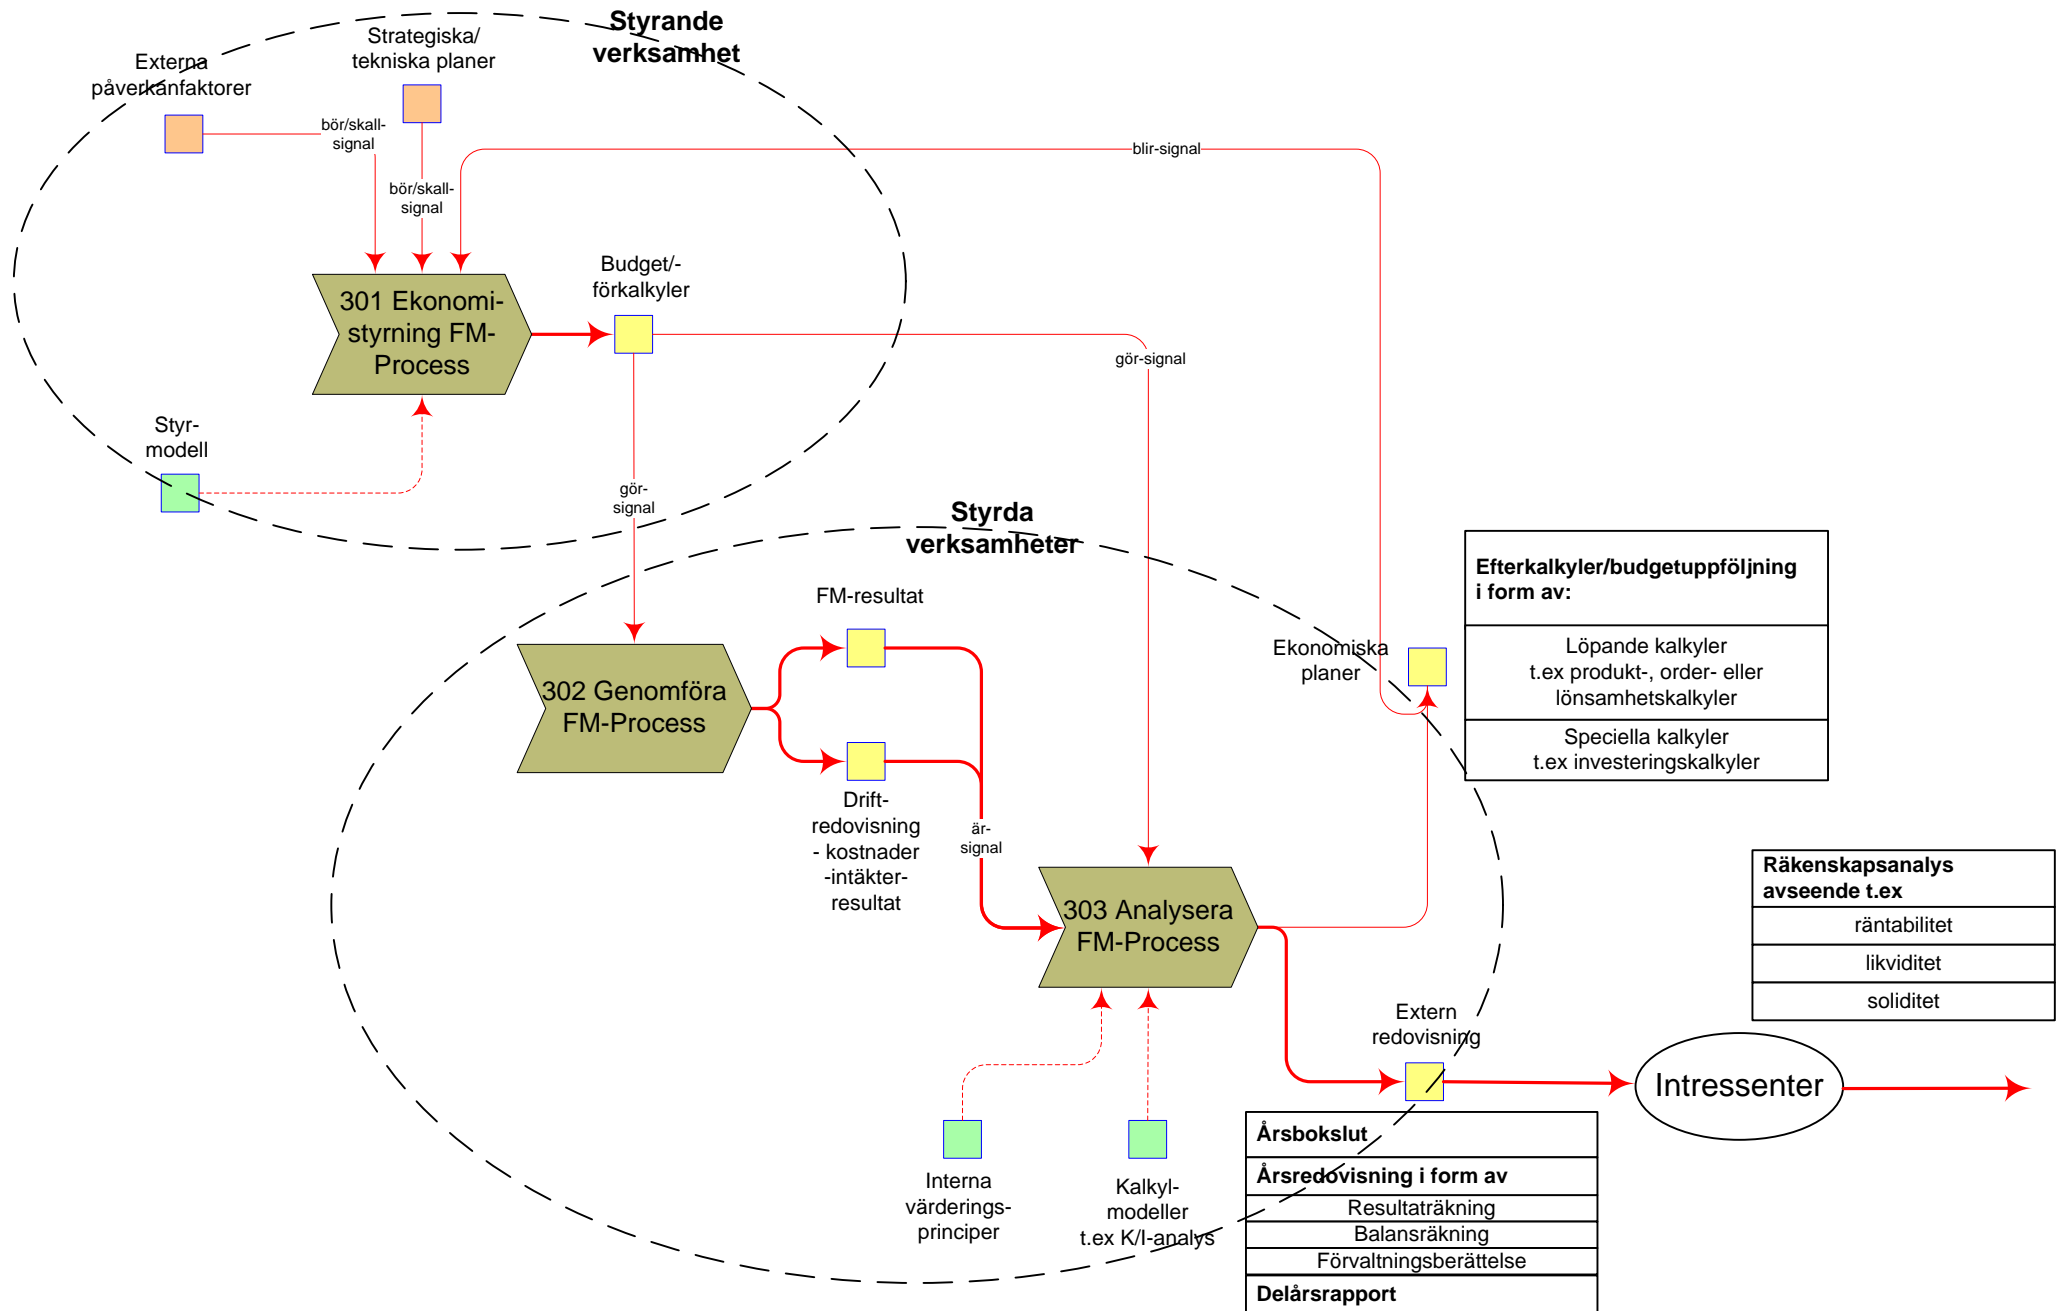 Styrande
verksamhet
Strategiska/
tekniska planer
Externa
påverkanfaktorer
bör/skall-
signal
bör/skall-
signal
blir-signal
301 Ekonomi-
styrning FM-
Process
Budget/-
förkalkyler
gör-signal
Styr-
modell
gör-
signal
Styrda
verksamheter
Efterkalkyler/budgetuppföljning
i form av:
Löpande kalkyler
t.ex produkt-, order- eller
lönsamhetskalkyler
Speciella kalkyler
t.ex investeringskalkyler
FM-resultat
Ekonomiska
planer
302 Genomföra
FM-Process
Drift-
redovisning
- kostnader
-intäkter-
resultat
är-
signal
303 Analysera
FM-Process
Räkenskapsanalys
avseende t.ex
räntabilitet
likviditet
soliditet
Extern
redovisning
Intressenter
Interna
värderings-
principer
Kalkyl-
modeller
t.ex K/I-analys
Årsbokslut
Årsredovisning i form av
Resultaträkning
Balansräkning
Förvaltningsberättelse
Delårsrapport